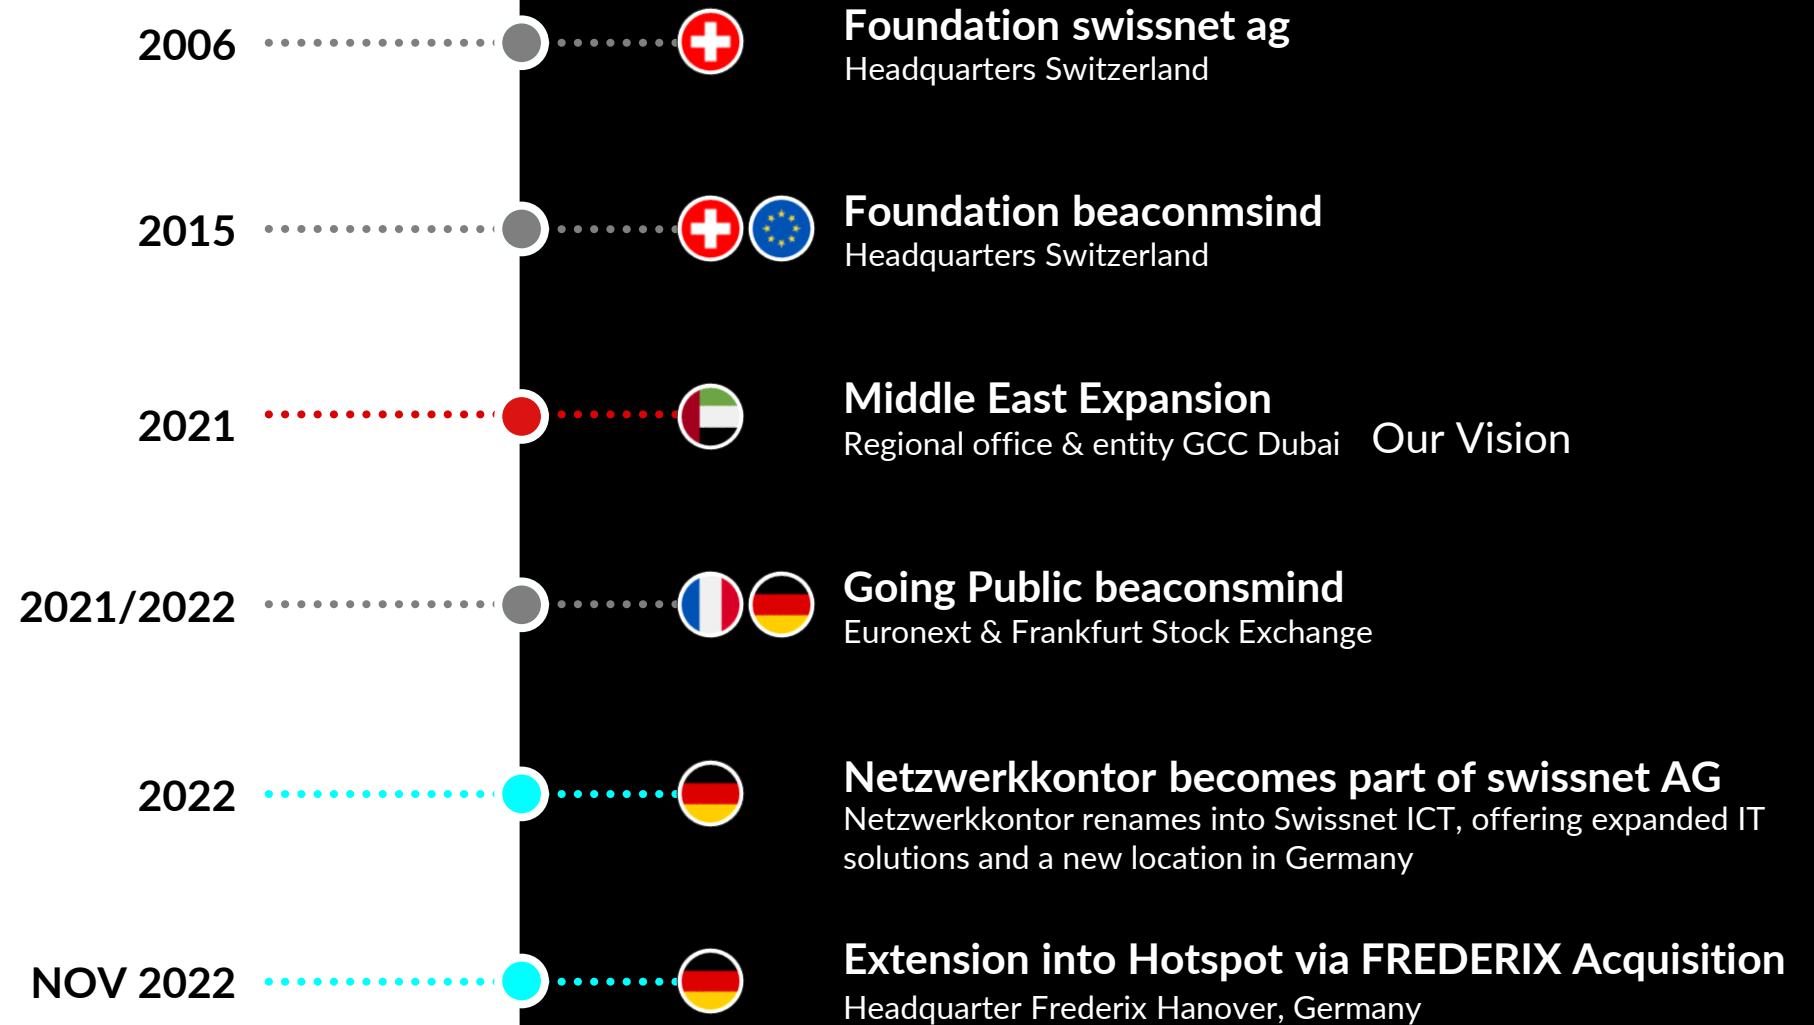 2006
Foundation swissnet ag
Headquarters Switzerland
2015
Foundation beaconmsind
Headquarters Switzerland
2021
Middle East Expansion
Regional office & entity GCC Dubai
Our Vision
2021/2022
Going Public beaconsmind
Euronext & Frankfurt Stock Exchange
2022
Netzwerkkontor becomes part of swissnet AG
Netzwerkkontor renames into Swissnet ICT, offering expanded IT
solutions and a new location in Germany
NOV 2022
Extension into Hotspot via FREDERIX Acquisition
Headquarter Frederix Hanover, Germany